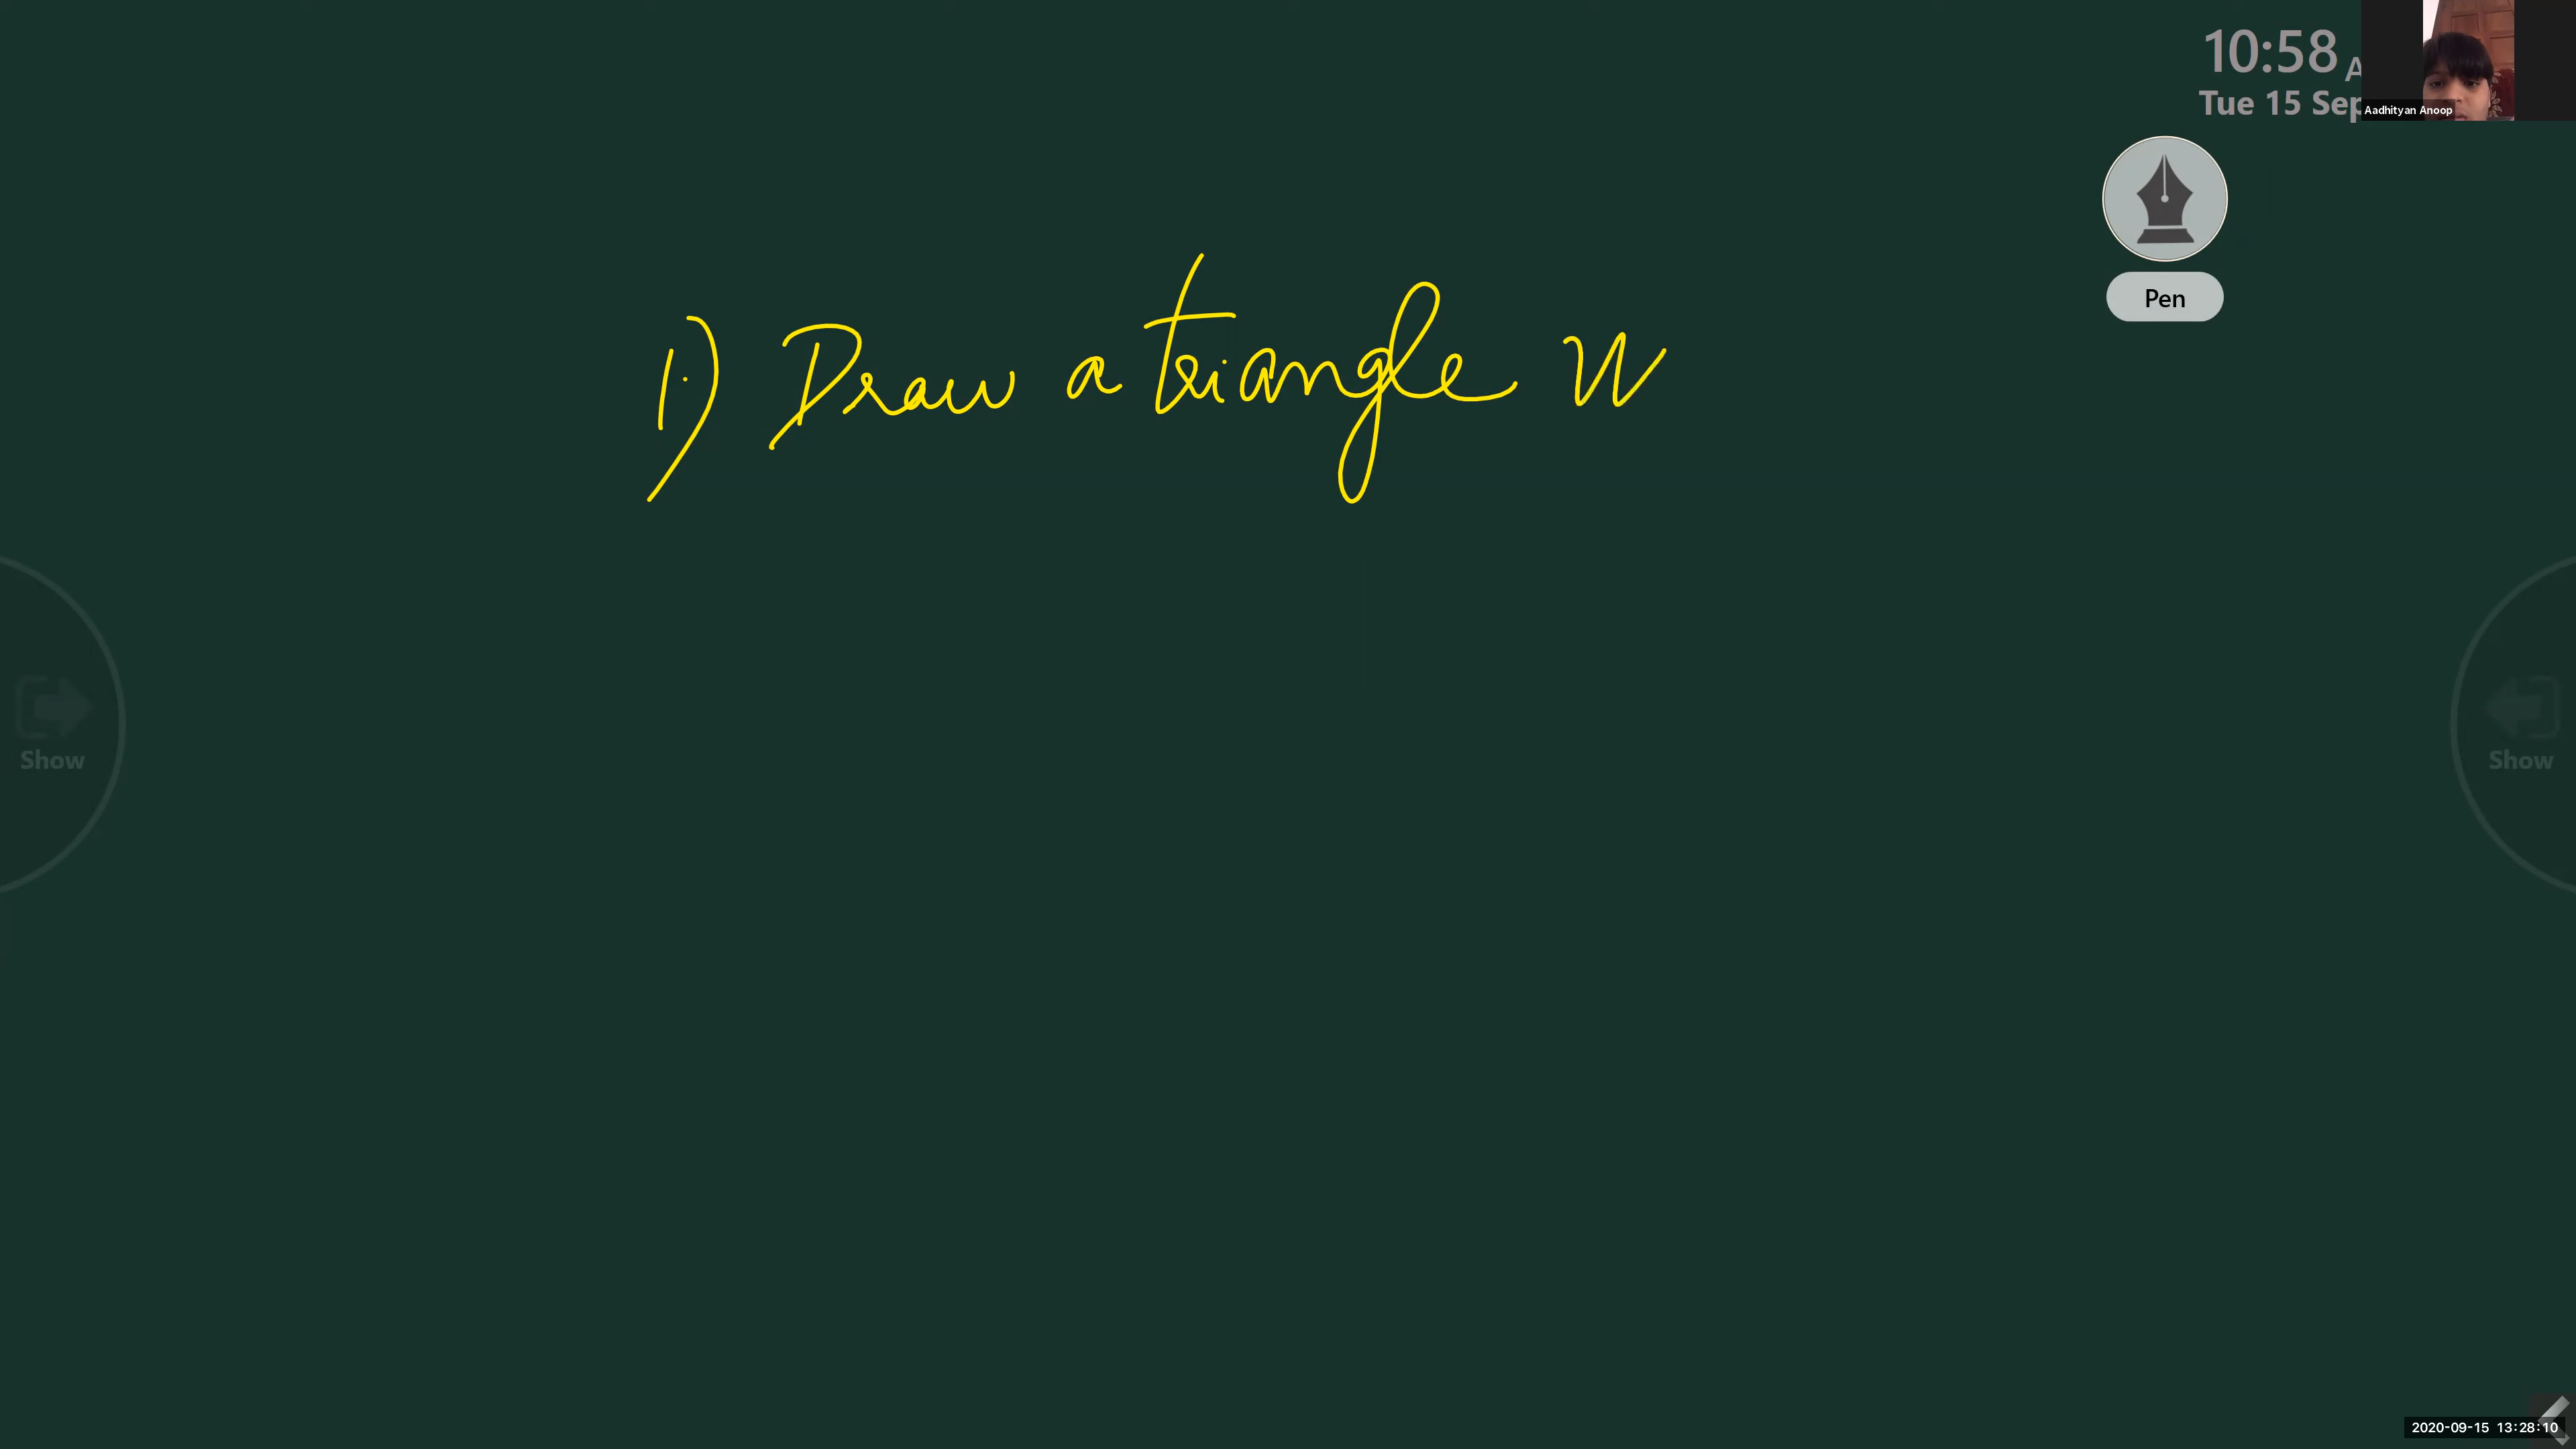 10:58 A
Tue 15 Sep
Aadhityan Anoop
Pen
1) Draw a triangle w
Show
Show
2020-09-15 13:28:10